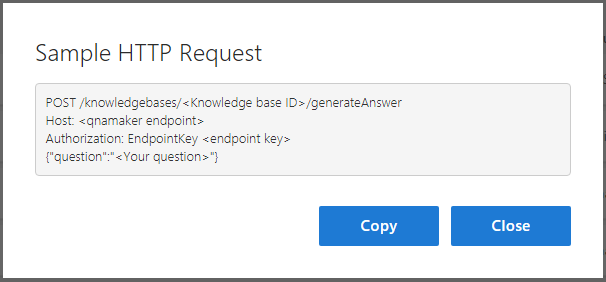 Sample HTTP Request
POST /knowledgebases/<Knowledge base ID>/generateAnswer
Host: <qnamaker endpoint>
Authorization: EndpointKey <endpoint key>
{"question":"<Your question>"}
Copy Close